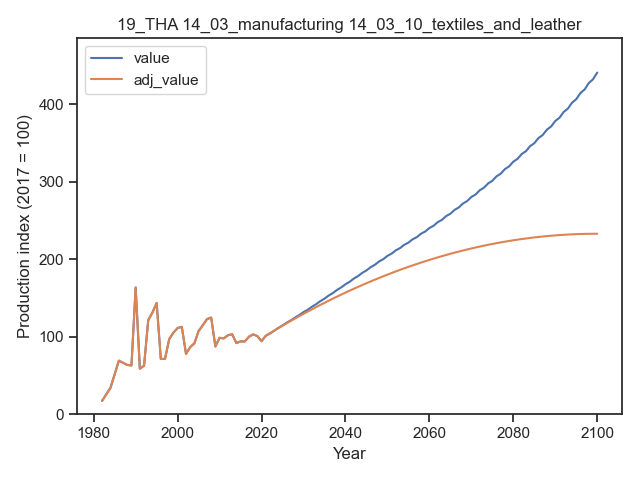 19_THA 14_03_manufacturing 14_03_10_textiles_and_leather
value
adj_value
Production index (2017 = 100)
400
300
200
100
0
1980 2000 2020 2040 2060 2080 2100
Year